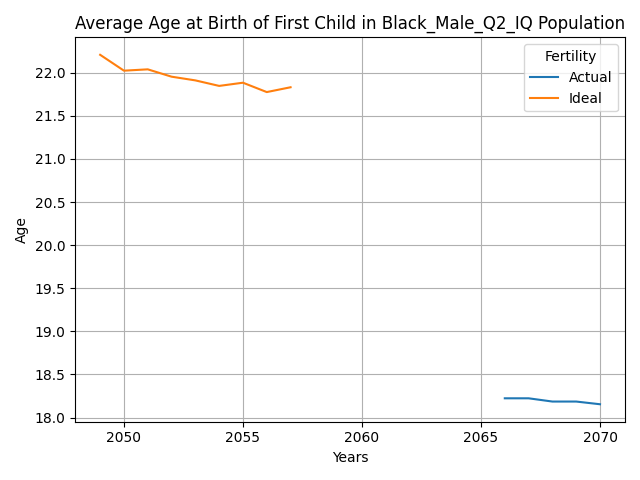 Average Age at Birth of First Child in Black_Male_Q2_IQ Population
Fertility
Actual
Ideal
Age
22.0
21.5
21.0
20.5
20.0
19.5
19.0
18.5
18.0
2050
2055
2060
2065
2070
Years